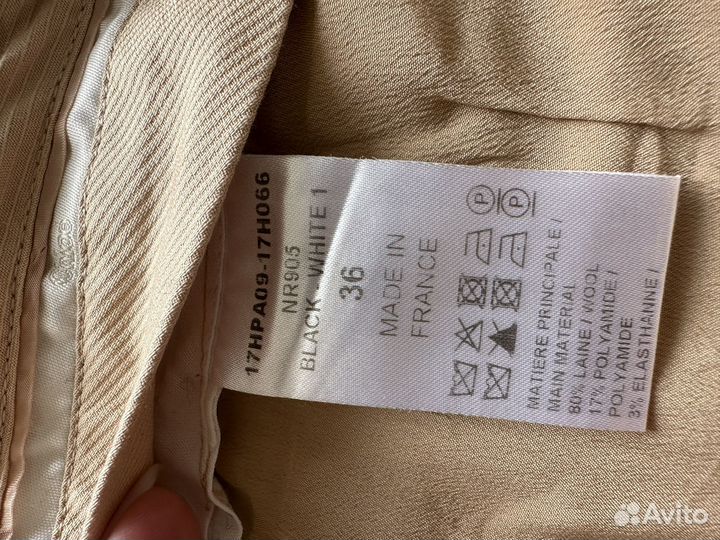 17HPA09-17H066
NR905
BLACK - WHITE 1
36
MADE IN
FRANCE
P
P
MATIERE PRINCIPALE /
MAIN MATERIAL
80% LAINE / WOOL
17% POLYAMIDE /
POLYAMIDE
3% ELASTHANNE /
Avito